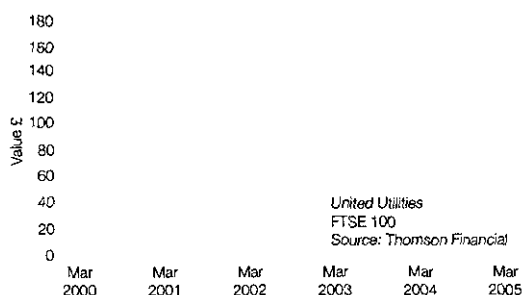 180
160
140
120
100
80
60
40
20
0
Value £
United Utilities
FTSE 100
Source: Thomson Financial
Mar Mar Mar Mar Mar Mar
2000 2001 2002 2003 2004 2005